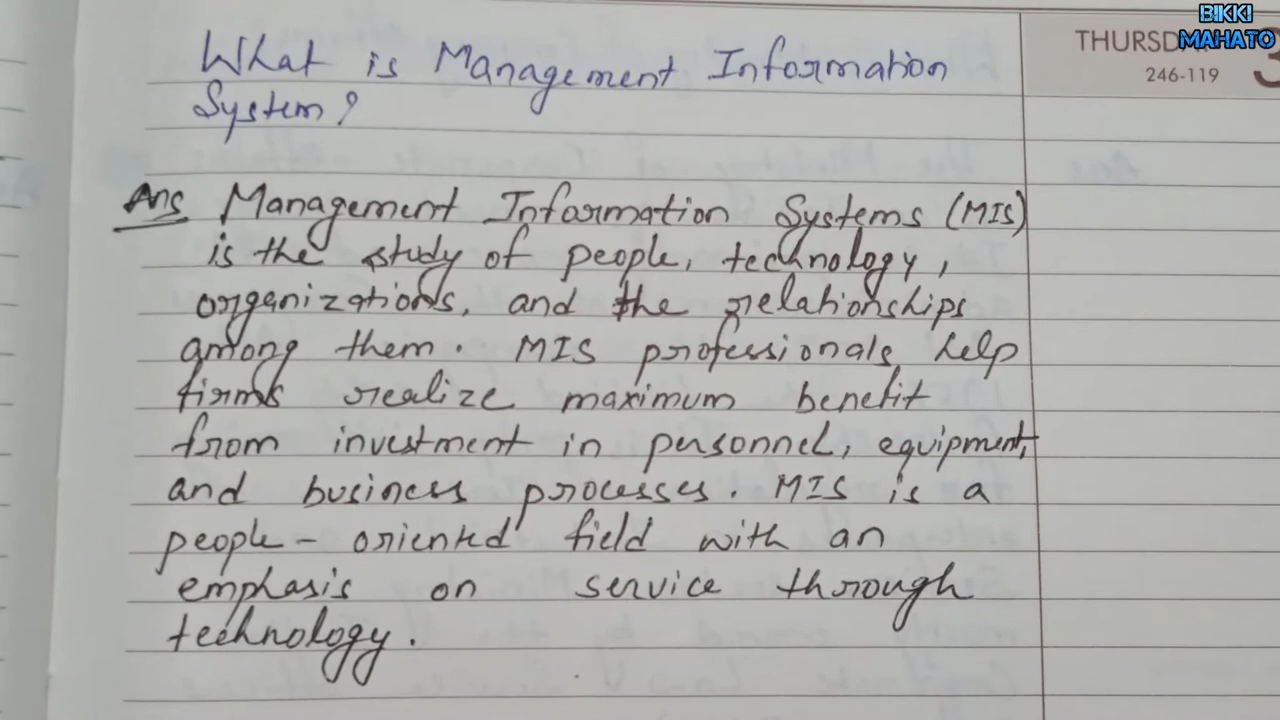 BIKKI
MAHATO
THURSDAY
246-119
What is Management Information
System?
Ans Management Information Systems (MIS)
is the study of people, technology,
organizations, and the relationships
among them. MIS professionals help
firms realize maximum benefit
from investment in personnel, equipment,
and business processes. MIS is a
people-oriented field with an
emphasis on service through
technology.